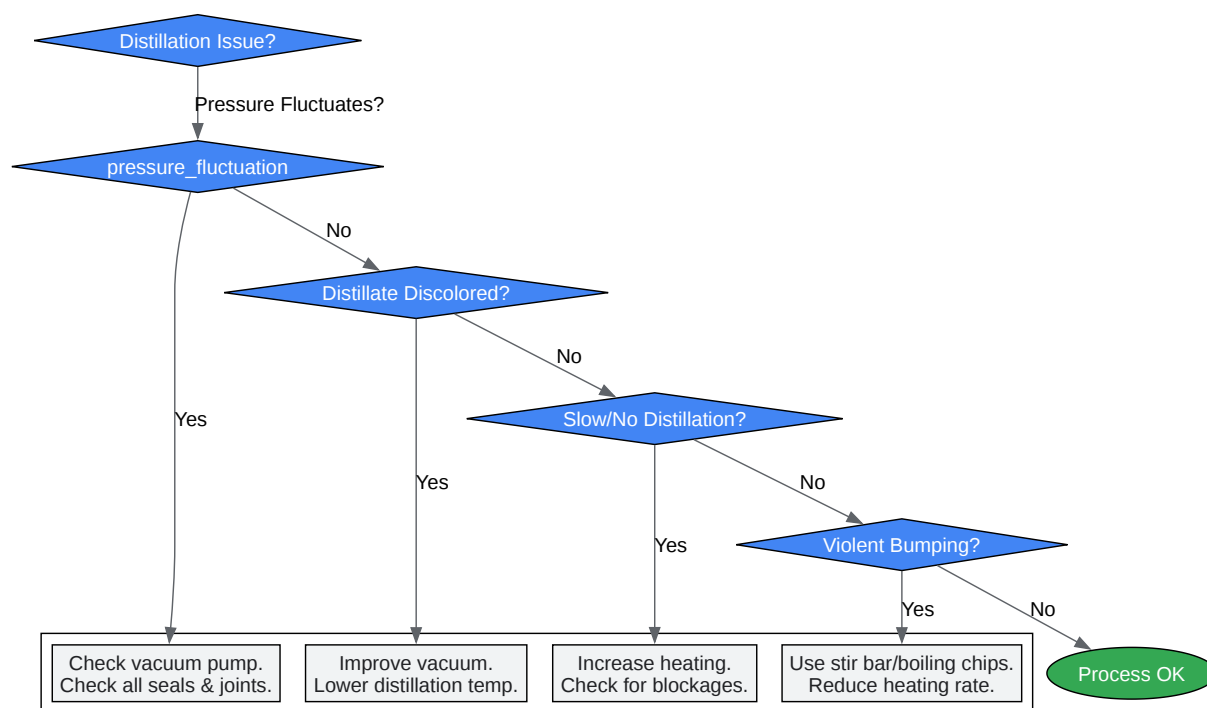 Distillation Issue?
Pressure Fluctuates?
pressure_fluctuation
No
Distillate Discolored?
No
Slow/No Distillation?
Yes
Yes
No
Violent Bumping?
Yes
Yes
No
Check vacuum pump.
Check all seals & joints.
Improve vacuum.
Lower distillation temp.
Increase heating.
Check for blockages.
Use stir bar/boiling chips.
Reduce heating rate.
Process OK